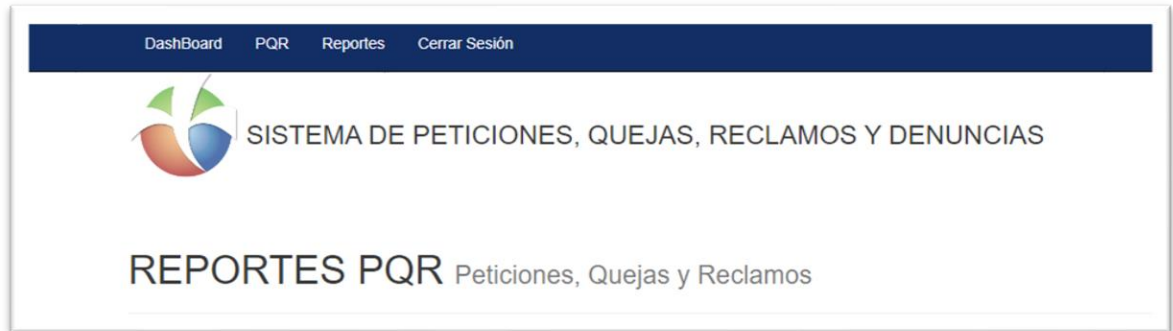 DashBoard PQR Reportes Cerrar Sesión
SISTEMA DE PETICIONES, QUEJAS, RECLAMOS Y DENUNCIAS
REPORTES PQR Peticiones, Quejas y Reclamos